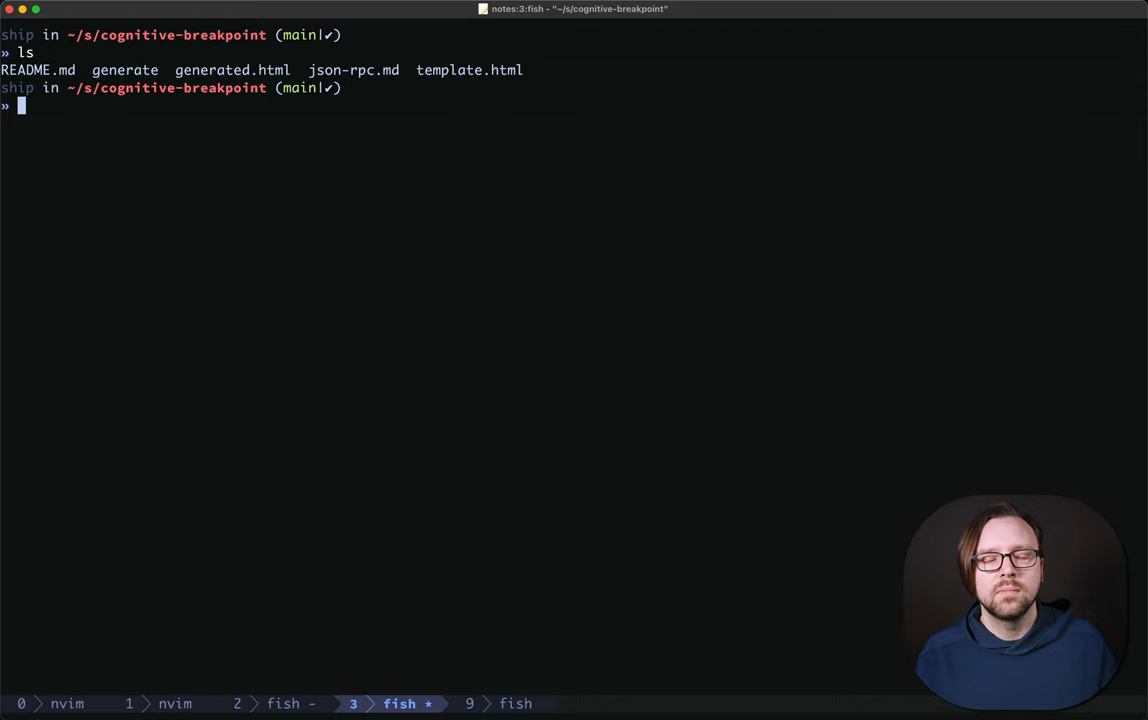 notes:3:fish - "~/s/cognitive-breakpoint"
ship in ~/s/cognitive-breakpoint (main|✔)
» ls
README.md generate generated.html json-rpc.md template.html
ship in ~/s/cognitive-breakpoint (main|✔)
»
0 nvim 1 nvim 2 fish - 3 fish * 9 fish